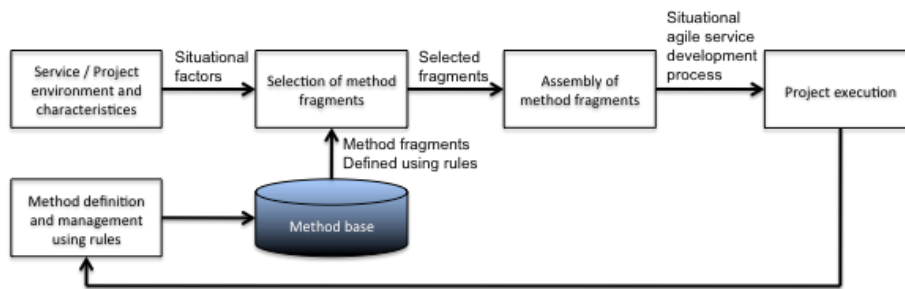 Service / Project
environment and
characteristices
Situational
factors
Selection of method
fragments
Selected
fragments
Assembly of
method fragments
Situational
agile service
development
process
Project execution
Method fragments
Defined using rules
Method definition
and management
using rules
Method base